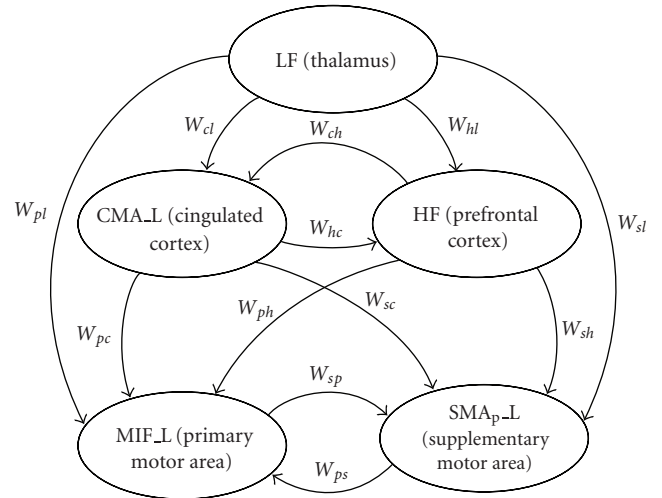 LF (thalamus)
W_cl
W_ch
W_hl
W_pl
CMA_L (cingulated
cortex)
W_hc
HF (prefrontal
cortex)
W_sl
W_pc
W_ph
W_sc
W_sh
MIF_L (primary
motor area)
W_sp
W_ps
SMA_p_L
(supplementary
motor area)